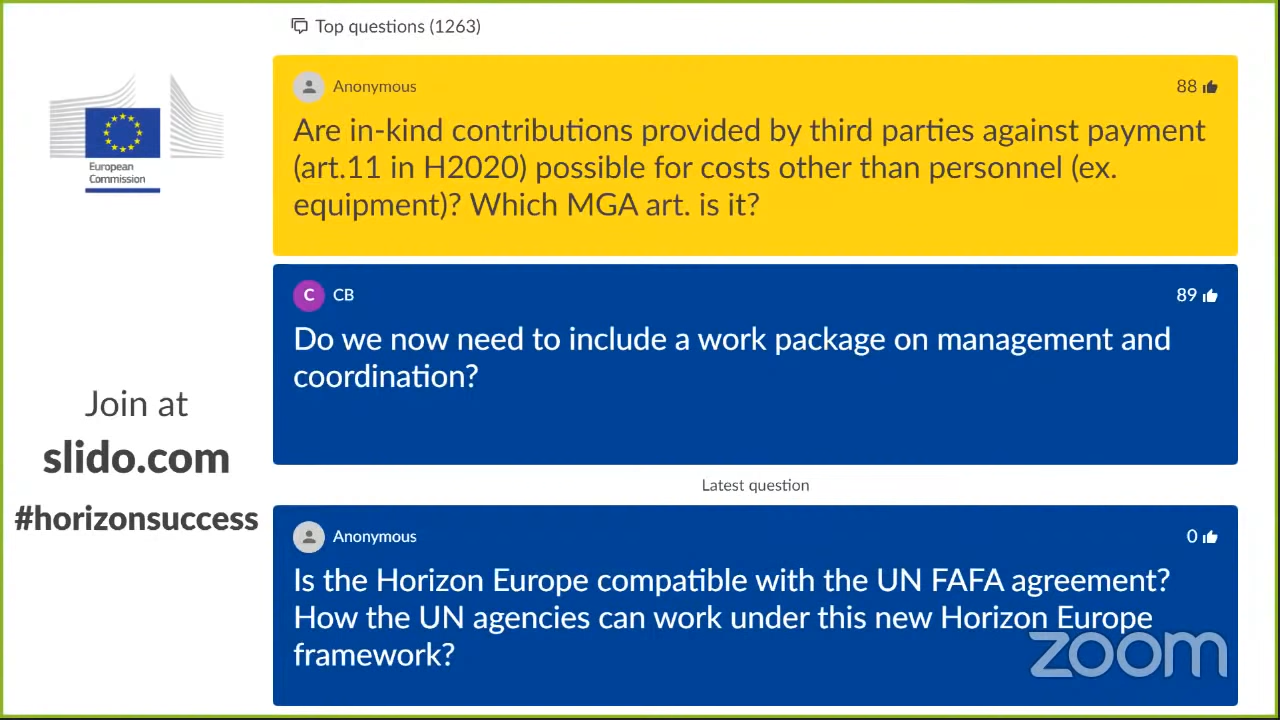 Top questions (1263)
Anonymous
88
Are in-kind contributions provided by third parties against payment
(art.11 in H2020) possible for costs other than personnel (ex.
equipment)? Which MGA art. is it?
European
Commission
C CB
89
Do we now need to include a work package on management and
coordination?
Join at
slido.com
#horizonsuccess
Latest question
Anonymous
0
Is the Horizon Europe compatible with the UN FAFA agreement?
How the UN agencies can work under this new Horizon Europe
framework?
zoom